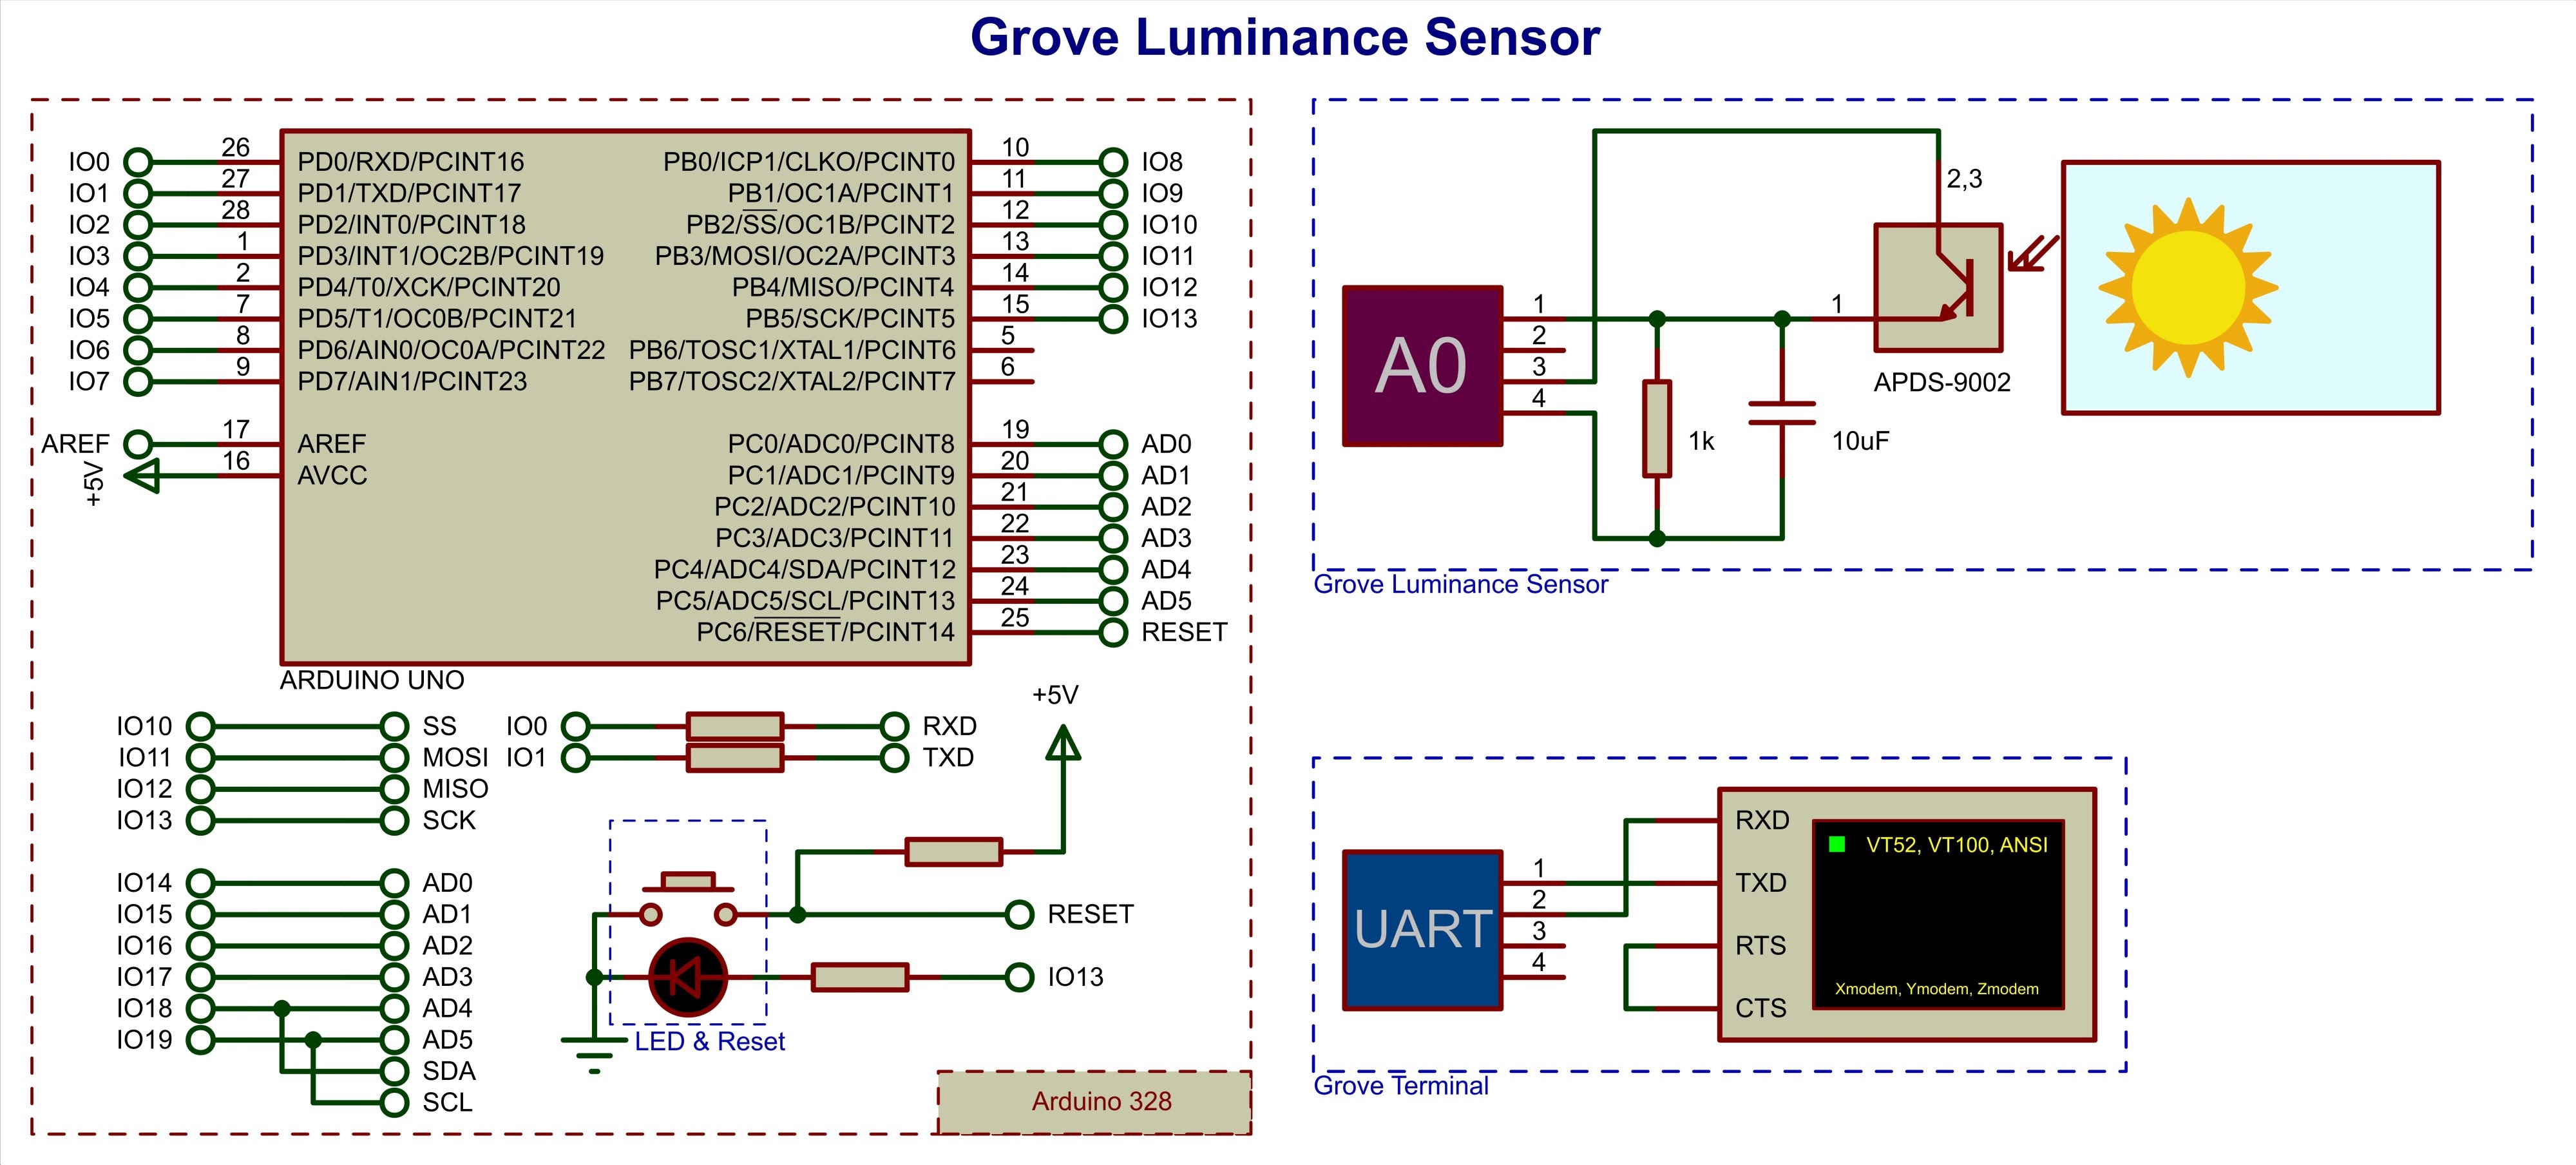 Grove Luminance Sensor
IO0 26 PD0/RXD/PCINT16 PB0/ICP1/CLKO/PCINT0 10 IO8
IO1 27 PD1/TXD/PCINT17 PB1/OC1A/PCINT1 11 IO9
IO2 28 PD2/INT0/PCINT18 PB2/SS/OC1B/PCINT2 12 IO10
IO3 1 PD3/INT1/OC2B/PCINT19 PB3/MOSI/OC2A/PCINT3 13 IO11
IO4 2 PD4/T0/XCK/PCINT20 PB4/MISO/PCINT4 14 IO12
IO5 7 PD5/T1/OC0B/PCINT21 PB5/SCK/PCINT5 15 IO13
IO6 8 PD6/AIN0/OC0A/PCINT22 PB6/TOSC1/XTAL1/PCINT6 5
IO7 9 PD7/AIN1/PCINT23 PB7/TOSC2/XTAL2/PCINT7 6
AREF 17 AREF PC0/ADC0/PCINT8 19 AD0
+5V 16 AVCC PC1/ADC1/PCINT9 20 AD1
PC2/ADC2/PCINT10 21 AD2
PC3/ADC3/PCINT11 22 AD3
PC4/ADC4/SDA/PCINT12 23 AD4
PC5/ADC5/SCL/PCINT13 24 AD5
PC6/RESET/PCINT14 25 RESET
ARDUINO UNO
IO10 SS
IO11 MOSI
IO12 MISO
IO13 SCK
IO14 AD0
IO15 AD1
IO16 AD2
IO17 AD3
IO18 AD4
IO19 AD5
SDA
SCL
IO0 RXD
IO1 TXD
+5V
RESET
IO13
LED & Reset
Arduino 328
A0
1
2
3
4
2,3
1
APDS-9002
1k
10uF
Grove Luminance Sensor
UART
1
2
3
4
RXD
TXD
RTS
CTS
VT52, VT100, ANSI
Xmodem, Ymodem, Zmodem
Grove Terminal